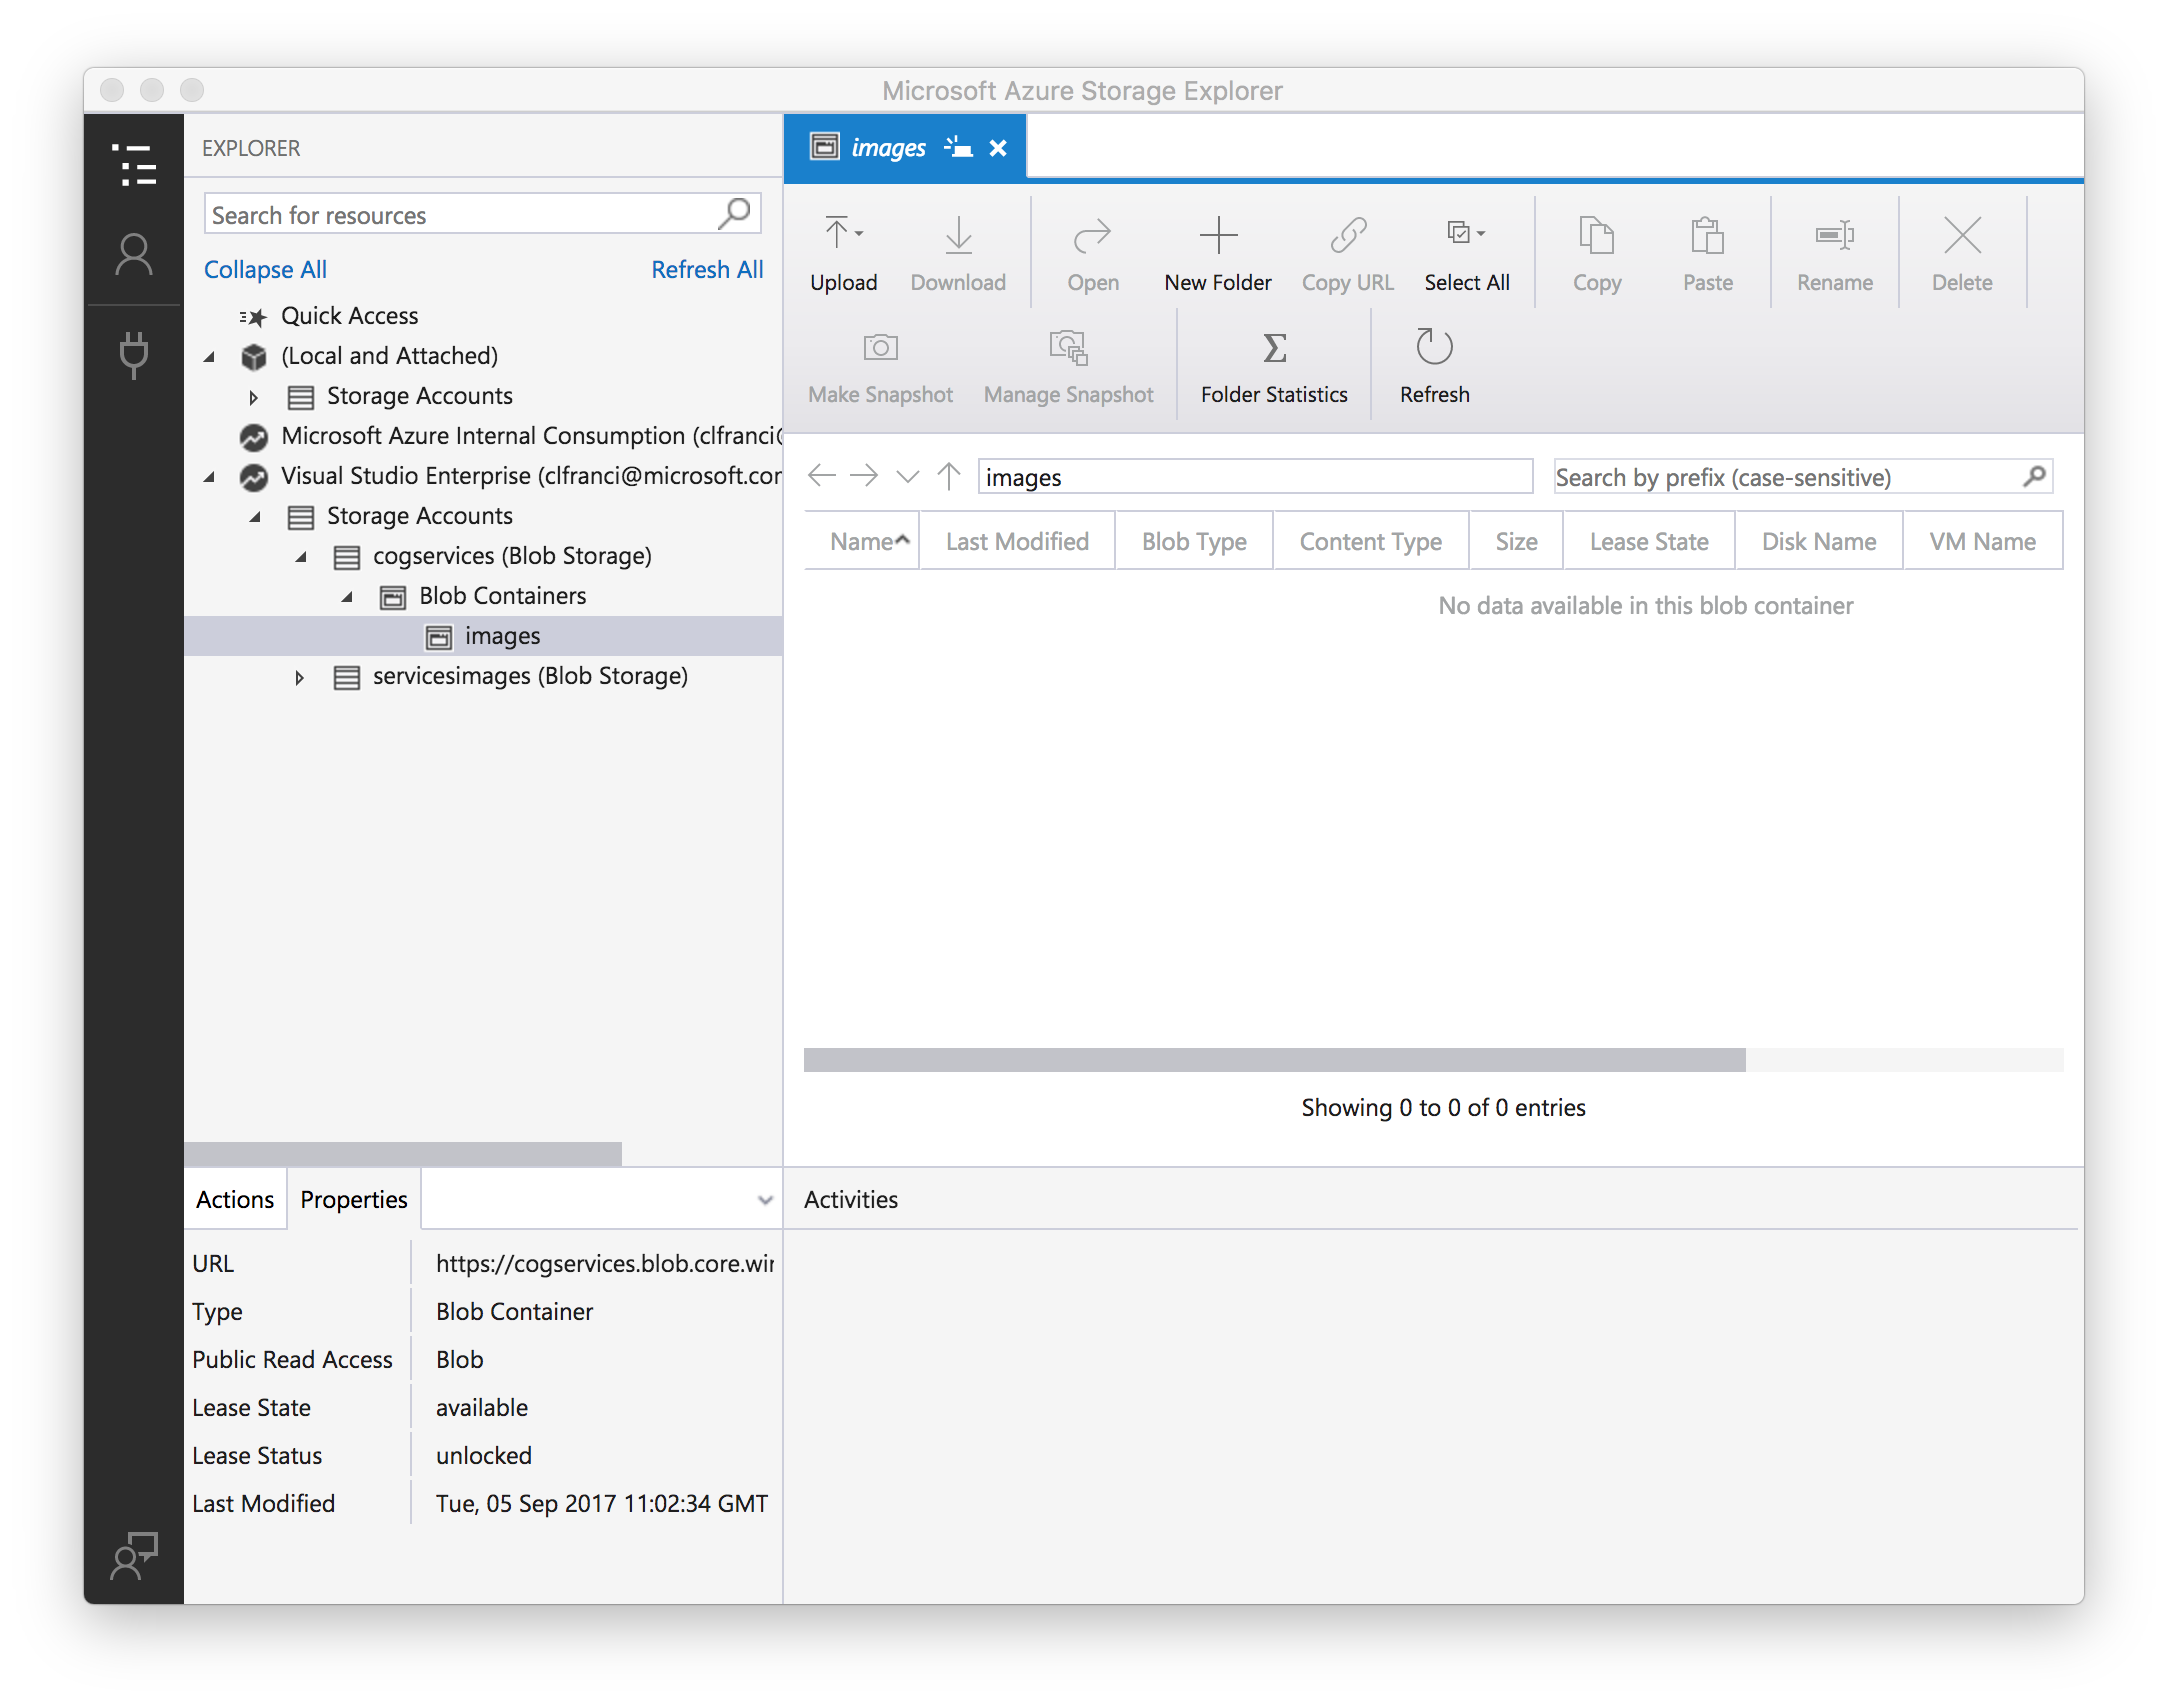 Microsoft Azure Storage Explorer
EXPLORER
Search for resources
Collapse All
Refresh All
Quick Access
(Local and Attached)
Storage Accounts
Microsoft Azure Internal Consumption (clfranci@
Visual Studio Enterprise (clfranci@microsoft.com
Storage Accounts
cogservices (Blob Storage)
Blob Containers
images
servicesimages (Blob Storage)
images
Upload
Download
Open
New Folder
Copy URL
Select All
Copy
Paste
Rename
Delete
Make Snapshot
Manage Snapshot
Folder Statistics
Refresh
images
Search by prefix (case-sensitive)
Name
Last Modified
Blob Type
Content Type
Size
Lease State
Disk Name
VM Name
No data available in this blob container
Showing 0 to 0 of 0 entries
Actions
Properties
URL https://cogservices.blob.core.win
Type Blob Container
Public Read Access Blob
Lease State available
Lease Status unlocked
Last Modified Tue, 05 Sep 2017 11:02:34 GMT
Activities